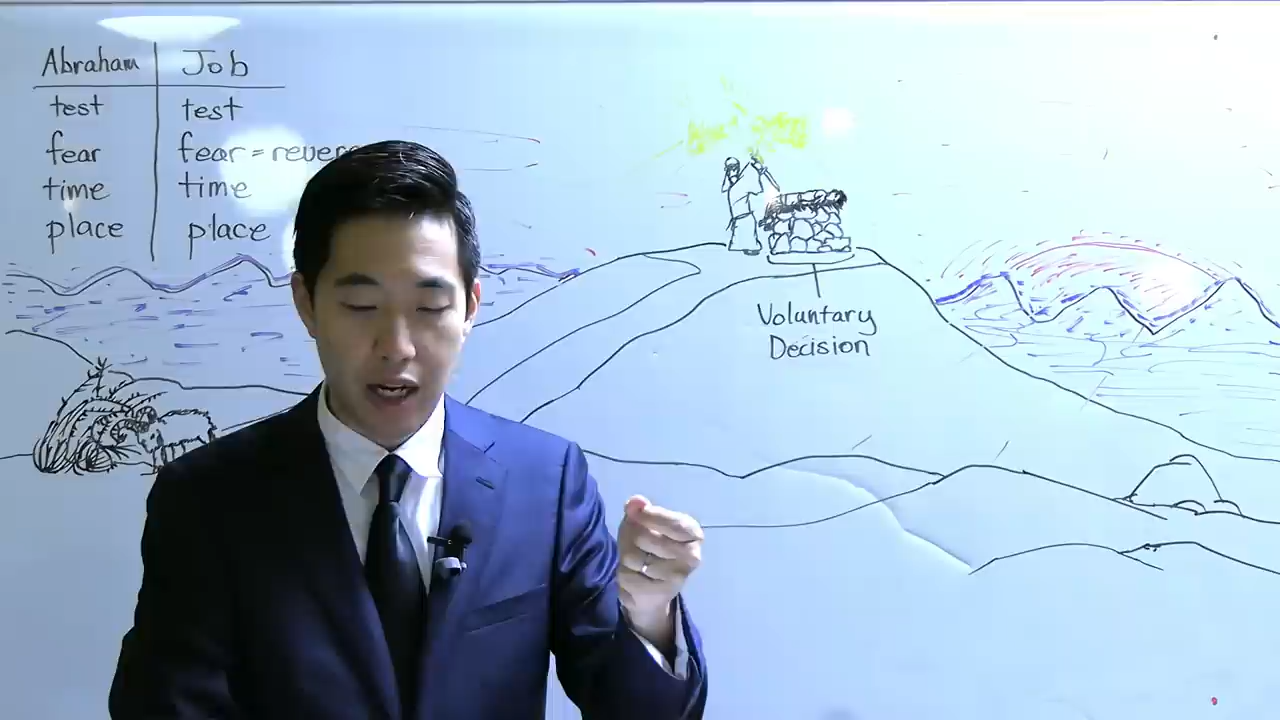 Abraham Job
test test
fear fear = revere
time time
place place
Voluntary
Decision